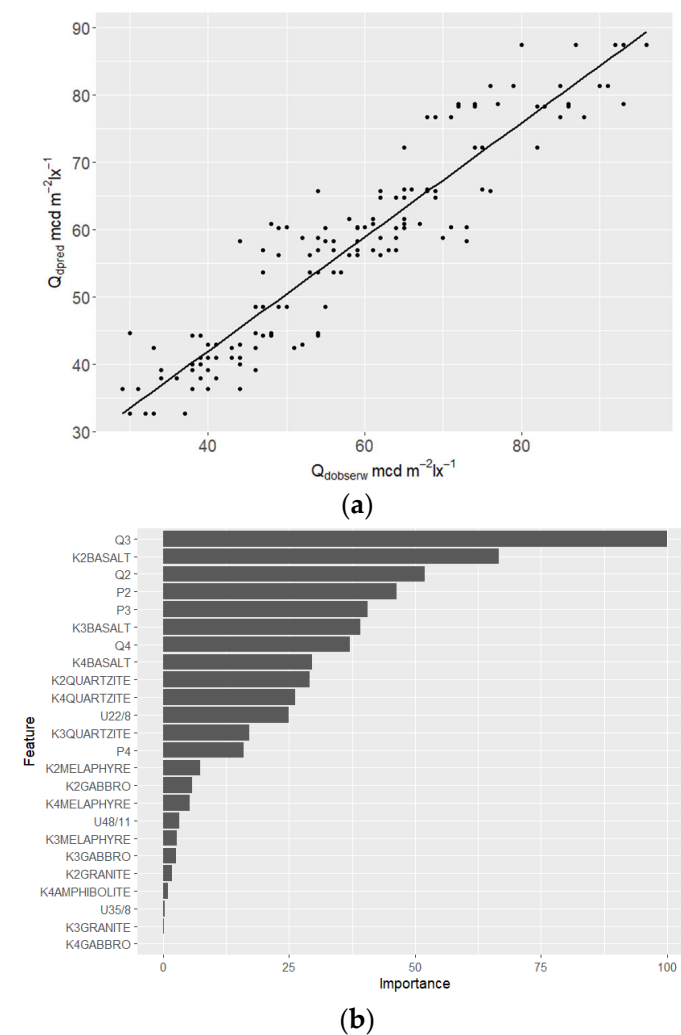 90
80
70
60
50
40
30
Qdpred mcd m−2lx−1
40 60 80
Qdobserw mcd m−2lx−1
(a)
Q3
K2BASALT
Q2
P2
P3
K3BASALT
Q4
K4BASALT
K2QUARTZITE
K4QUARTZITE
U22/8
K3QUARTZITE
P4
K2MELAPHYRE
K2GABBRO
K4MELAPHYRE
U48/11
K3MELAPHYRE
K3GABBRO
K2GRANITE
K4AMPHIBOLITE
U35/8
K3GRANITE
K4GABBRO
Feature
0 25 50 75 100
Importance
(b)